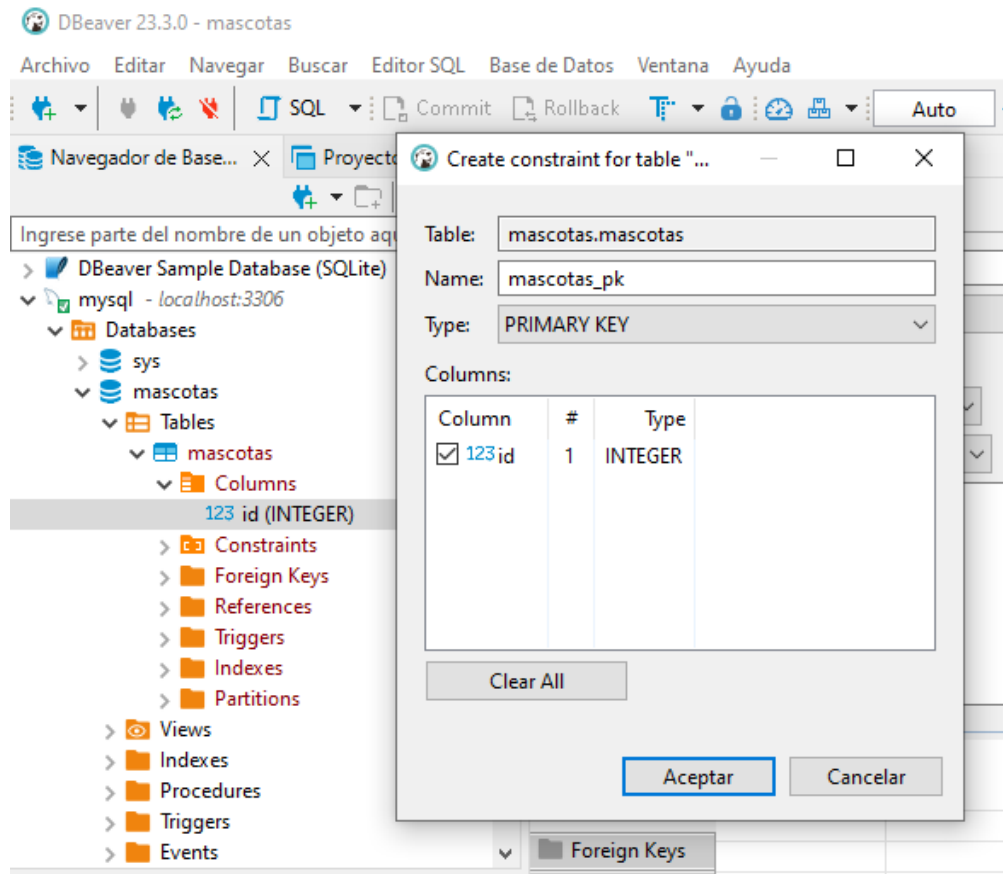 DBeaver 23.3.0 - mascotas
Archivo Editar Navegar Buscar Editor SQL Base de Datos Ventana Ayuda
SQL Commit Rollback Auto
Navegador de Base... Proyecto
Ingrese parte del nombre de un objeto aqu
DBeaver Sample Database (SQLite)
mysql - localhost:3306
Databases
sys
mascotas
Tables
mascotas
Columns
123 id (INTEGER)
Constraints
Foreign Keys
References
Triggers
Indexes
Partitions
Views
Indexes
Procedures
Triggers
Events
Create constraint for table "...
Table: mascotas.mascotas
Name: mascotas_pk
Type: PRIMARY KEY
Columns:
Column # Type
123 id 1 INTEGER
Clear All
Aceptar Cancelar
Foreign Keys